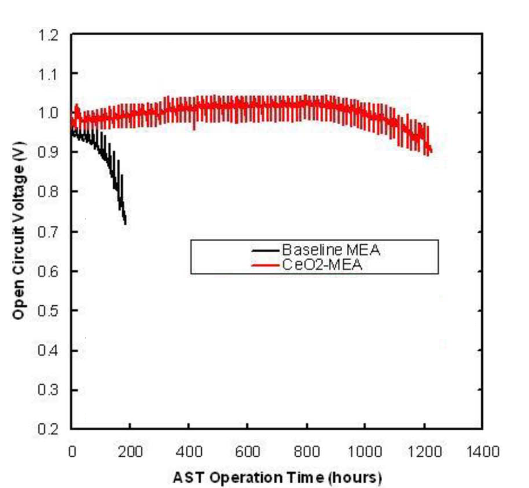 1.2
1.1
1.0
0.9
0.8
0.7
0.6
0.5
0.4
0.3
0.2
Open Circuit Voltage (V)
Baseline MEA
CeO2-MEA
0 200 400 600 800 1000 1200 1400
AST Operation Time (hours)